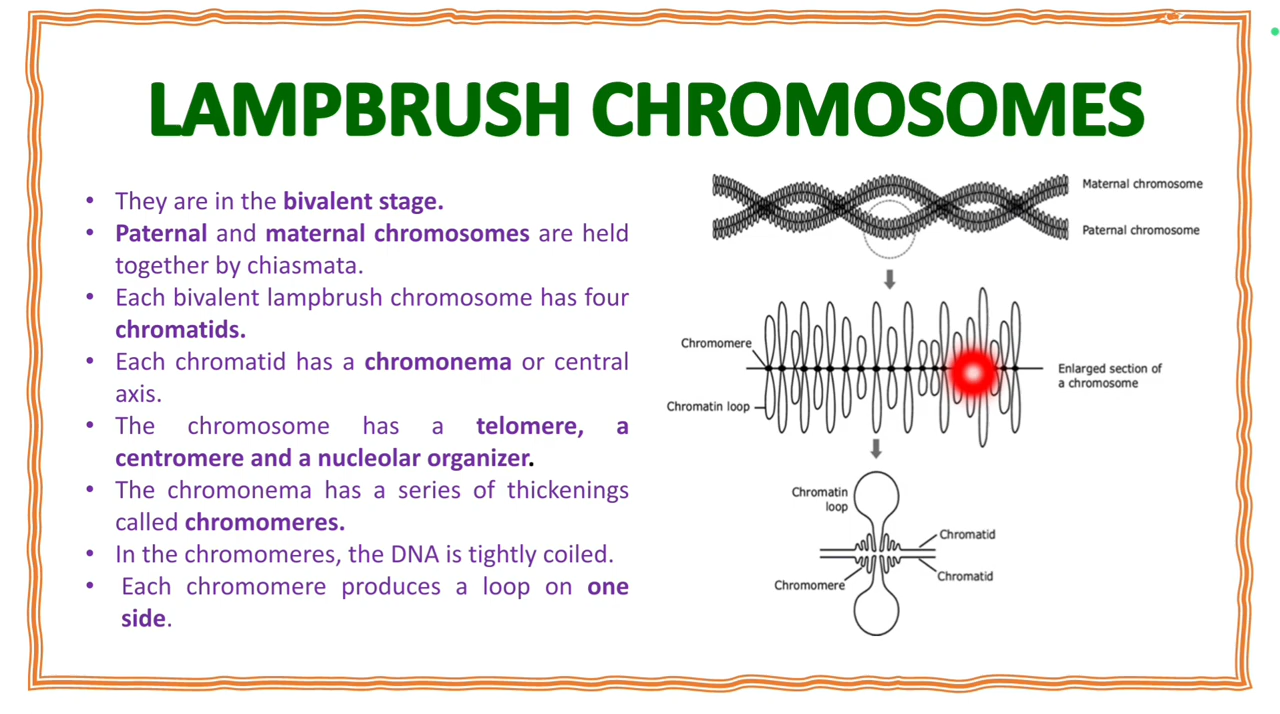 LAMPBRUSH CHROMOSOMES
• They are in the bivalent stage.
• Paternal and maternal chromosomes are held
together by chiasmata.
• Each bivalent lampbrush chromosome has four
chromatids.
• Each chromatid has a chromonema or central
axis.
• The chromosome has a telomere, a
centromere and a nucleolar organizer.
• The chromonema has a series of thickenings
called chromomeres.
• In the chromomeres, the DNA is tightly coiled.
• Each chromomere produces a loop on one
side.
Maternal chromosome
Paternal chromosome
Chromomere
Chromatin loop
Enlarged section of
a chromosome
Chromatin
loop
Chromatid
Chromatid
Chromomere